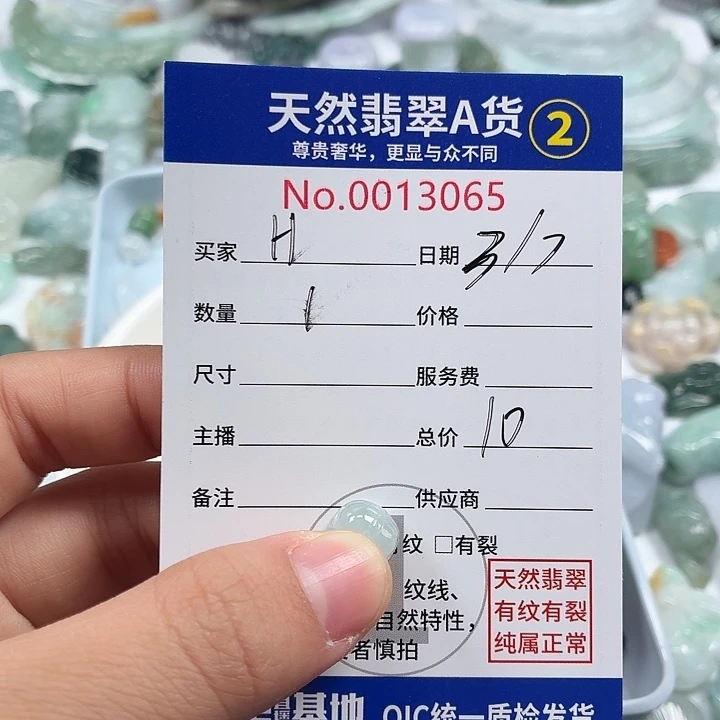 天然翡翠A货 2
尊贵奢华，更显与众不同
No.0013065
买家 H 日期 3/7
数量 1 价格
尺寸 服务费
主播 总价 10
备注 供应商
纹 □有裂
纹线、
自然特性，
者慎拍
天然翡翠
有纹有裂
纯属正常
基地 QIC统一质检发货